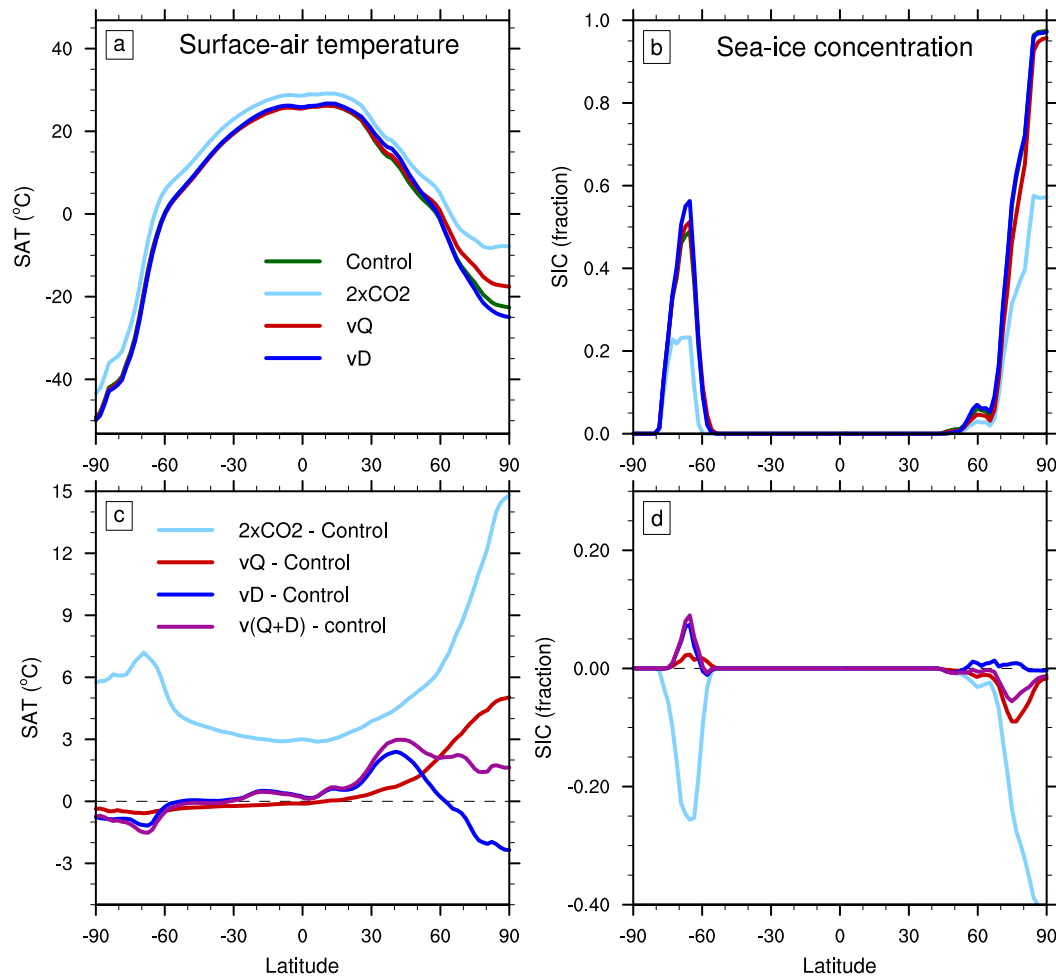 a
Surface-air temperature
SAT (°C)
40
20
0
-20
-40
Control
2xCO2
vQ
vD
-90 -60 -30 0 30 60 90
b
Sea-ice concentration
SIC (fraction)
1.0
0.8
0.6
0.4
0.2
0.0
-90 -60 -30 0 30 60 90
c
SAT (°C)
15
12
9
6
3
0
-3
2xCO2 - Control
vQ - Control
vD - Control
v(Q+D) - control
-90 -60 -30 0 30 60 90
Latitude
d
SIC (fraction)
0.20
0.00
-0.20
-0.40
-90 -60 -30 0 30 60 90
Latitude